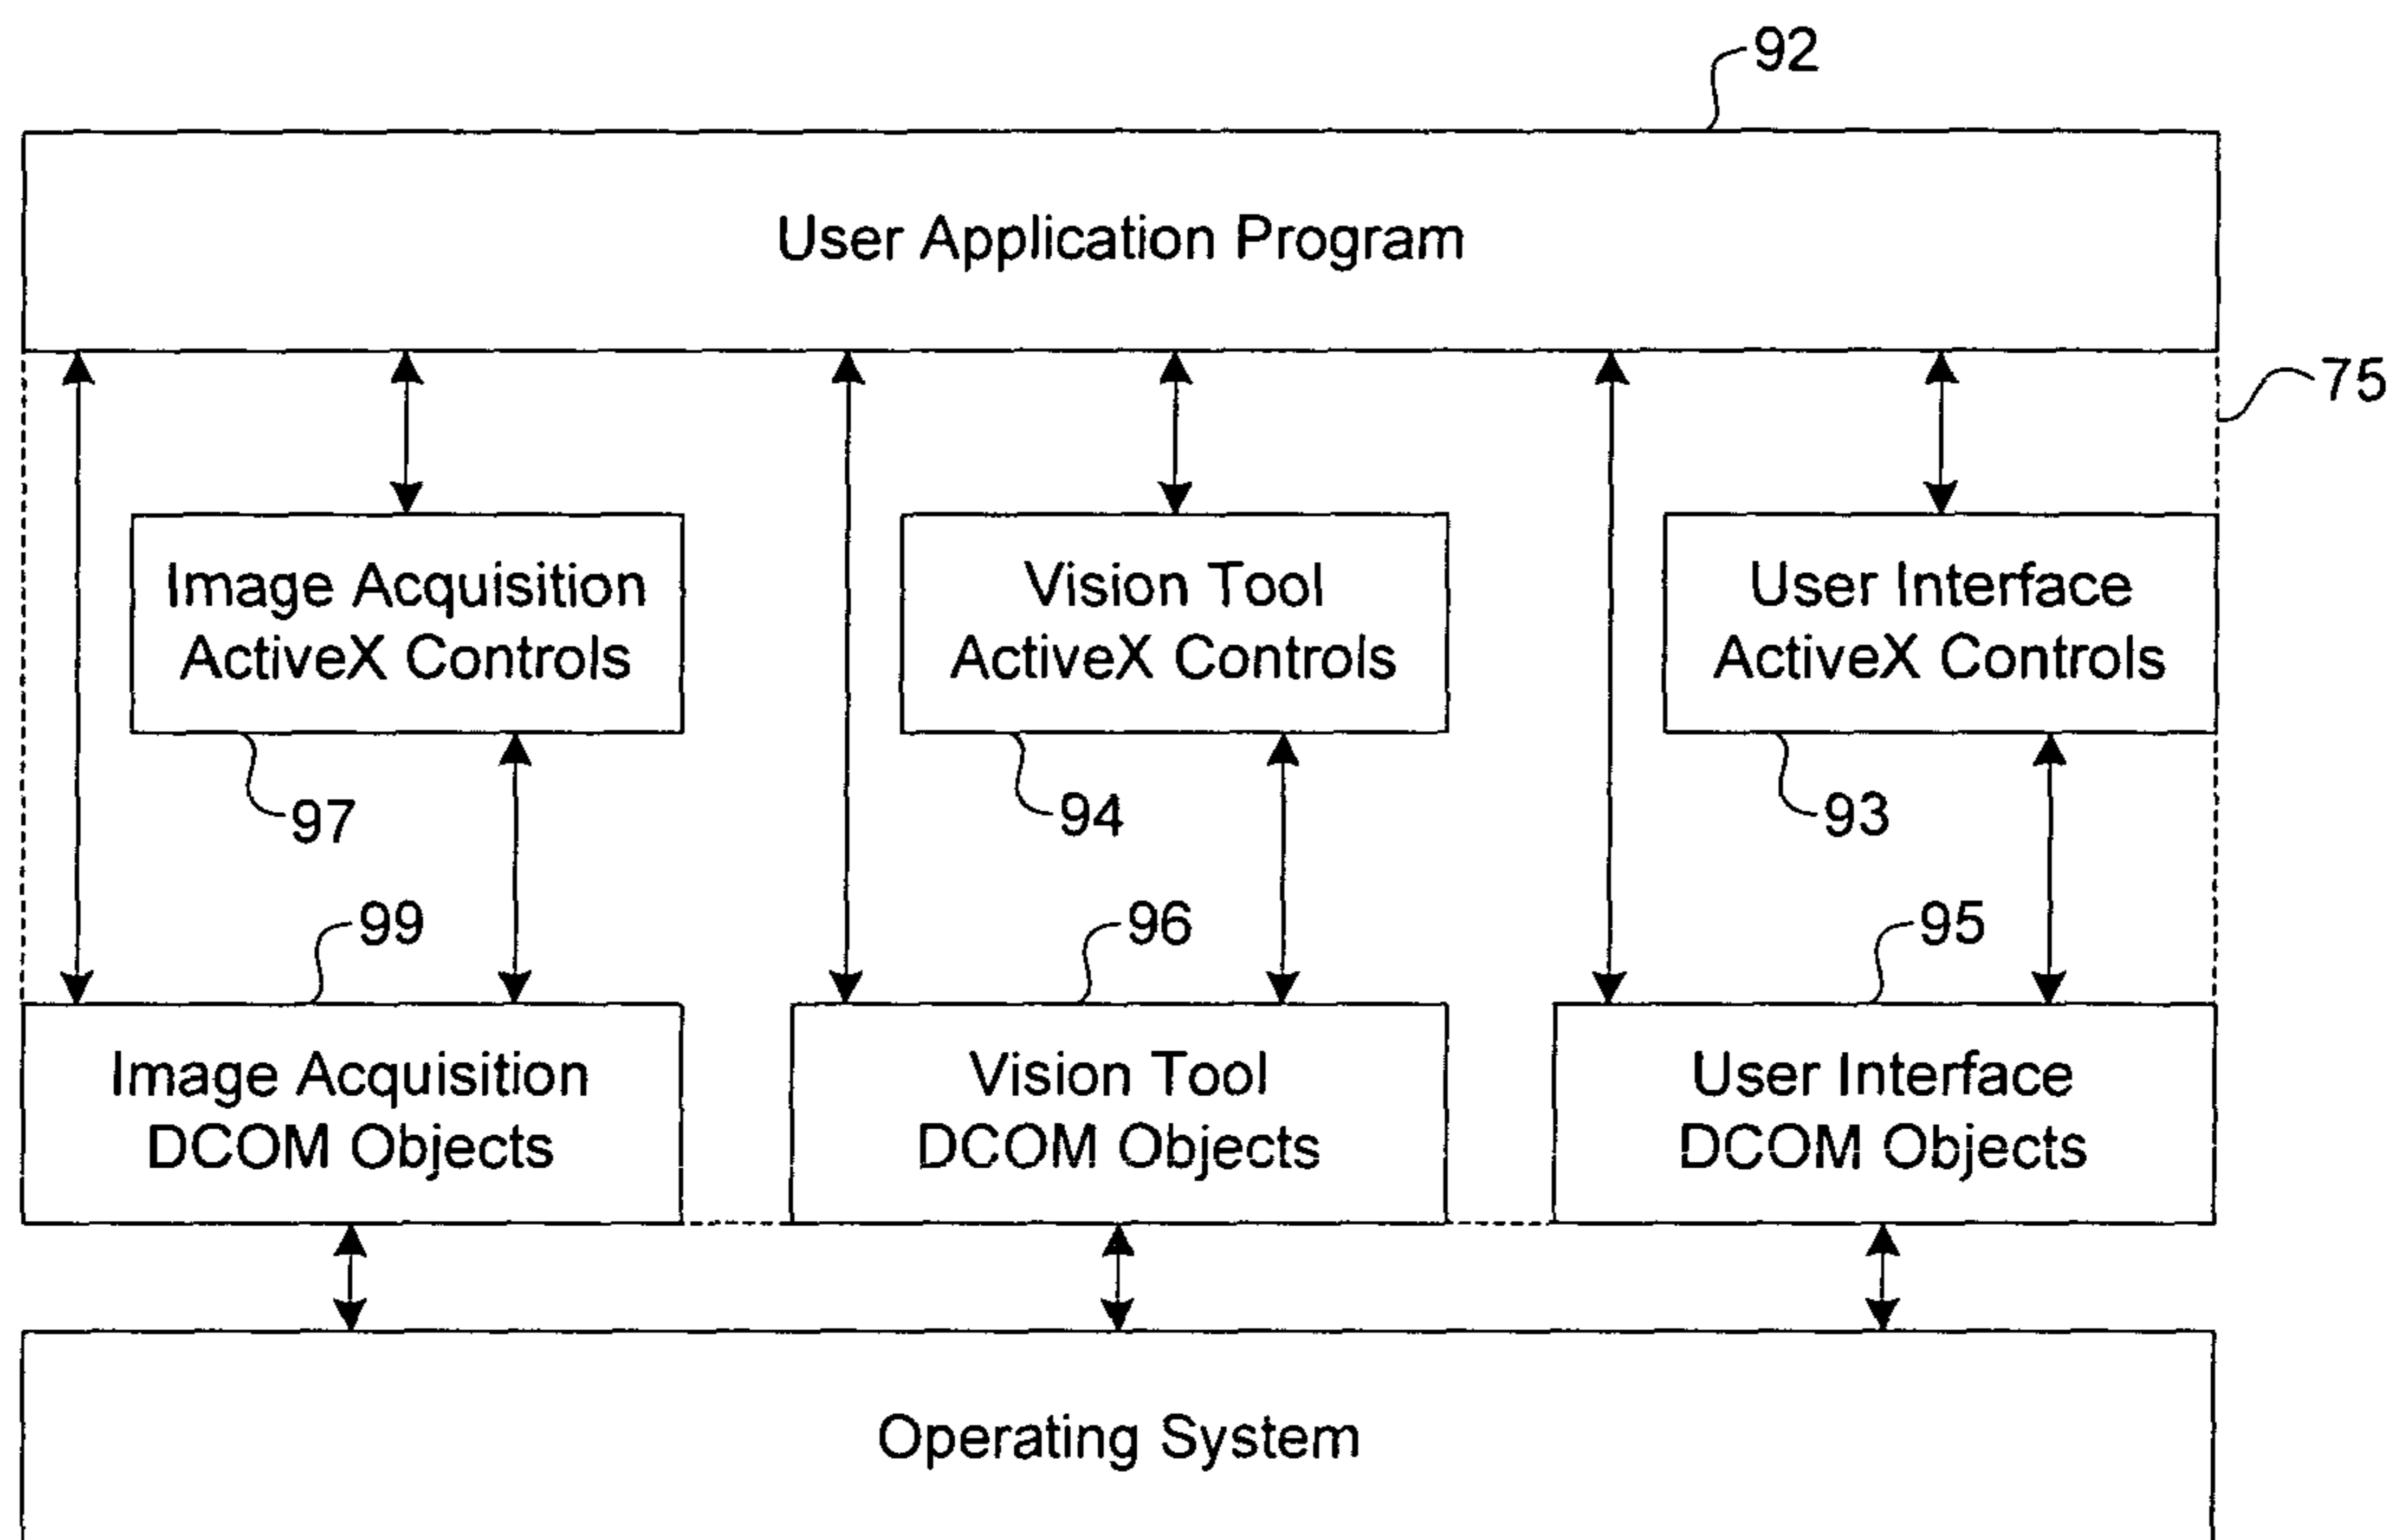 92
User Application Program
75
Image Acquisition
ActiveX Controls
Vision Tool
ActiveX Controls
User Interface
ActiveX Controls
97
94
93
99
96
95
Image Acquisition
DCOM Objects
Vision Tool
DCOM Objects
User Interface
DCOM Objects
Operating System